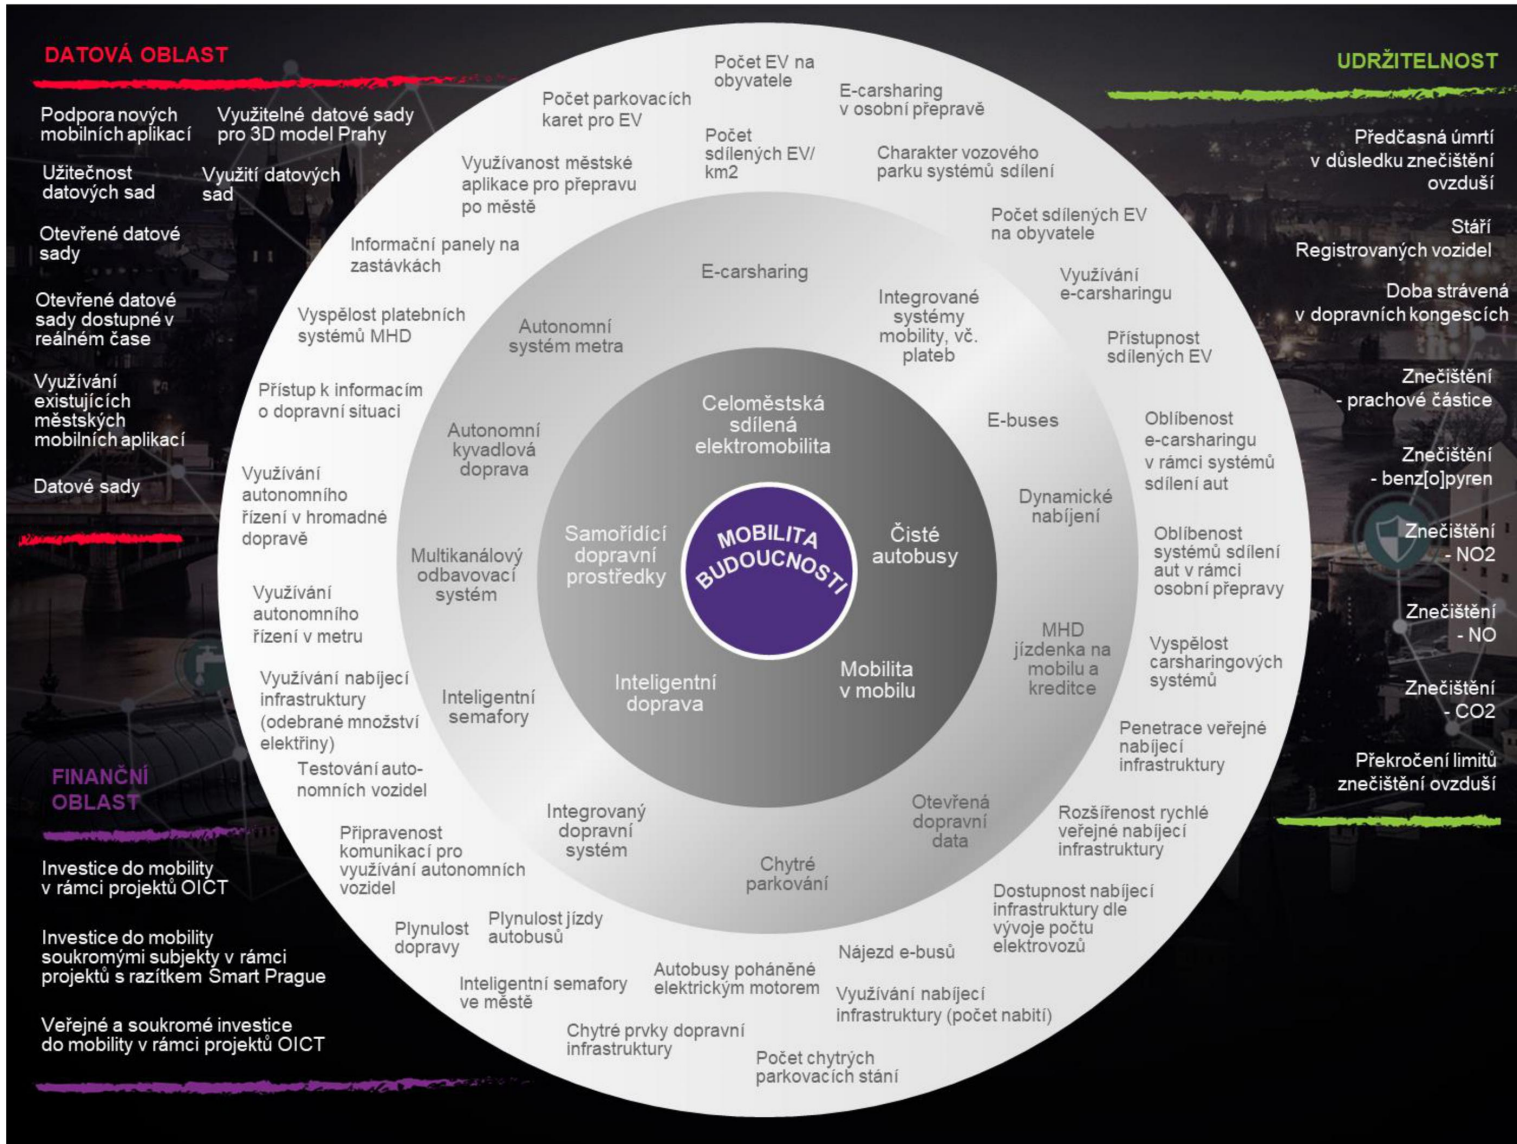 DATOVÁ OBLAST
Podpora nových
mobilních aplikací
Využitelné datové sady
pro 3D model Prahy
Užitečnost
datových sad
Využití datových
sad
Otevřené datové
sady
Otevřené datové
sady dostupné v
reálném čase
Využívání
existujících
městských
mobilních aplikací
Datové sady
FINANČNÍ
OBLAST
Investice do mobility
v rámci projektů OICT
Investice do mobility
soukromými subjekty v rámci
projektů s razítkem Smart Prague
Veřejné a soukromé investice
do mobility v rámci projektů OICT
Počet EV na
obyvatele
E-carsharing
v osobní přepravě
Počet parkovacích
karet pro EV
Počet
sdílených EV/
km2
Charakter vozového
parku systémů sdílení
Využívanost městské
aplikace pro přepravu
po městě
Počet sdílených EV
na obyvatele
Informační panely na
zastávkách
Využívání
e-carsharingu
Vyspělost platebních
systémů MHD
Přístupnost
sdílených EV
Přístup k informacím
o dopravní situaci
Oblíbenost
e-carsharingu
v rámci systémů
sdílení aut
Využívání
autonomního
řízení v hromadné
dopravě
Oblíbenost
systémů sdílení
aut v rámci
osobní přepravy
Využívání
autonomního
řízení v metru
Vyspělost
carsharingových
systémů
Využívání nabíjecí
infrastruktury
(odebrané množství
elektřiny)
Penetrace veřejné
nabíjecí
infrastruktury
Testování auto-
nomních vozidel
Rozšířenost rychlé
veřejné nabíjecí
infrastruktury
Připravenost
komunikací pro
využívání autonomních
vozidel
Dostupnost nabíjecí
infrastruktury dle
vývoje počtu
elektrovozů
Plynulost
dopravy
Plynulost jízdy
autobusů
Nájezd e-busů
Inteligentní semafory
ve městě
Autobusy poháněné
elektrickým motorem
Využívání nabíjecí
infrastruktury (počet nabití)
Chytré prvky dopravní
infrastruktury
Počet chytrých
parkovacích stání
E-carsharing
Integrované
systémy
mobility, vč.
plateb
Autonomní
systém metra
E-buses
Autonomní
kyvadlová
doprava
Dynamické
nabíjení
Multikanálový
odbavovací
systém
MHD
jízdenka na
mobilu a
kreditce
Inteligentní
semafory
Otevřená
dopravní
data
Integrovaný
dopravní
systém
Chytré
parkování
Celoměstská
sdílená
elektromobilita
Samořídící
dopravní
prostředky
Čisté
autobusy
Inteligentní
doprava
Mobilita
v mobilu
MOBILITA
BUDOUCNOSTI
UDRŽITELNOST
Předčasná úmrtí
v důsledku znečištění
ovzduší
Stáří
Registrovaných vozidel
Doba strávená
v dopravních kongescích
Znečištění
- prachové částice
Znečištění
- benz[o]pyren
Znečištění
- NO2
Znečištění
- NO
Znečištění
- CO2
Překročení limitů
znečištění ovzduší